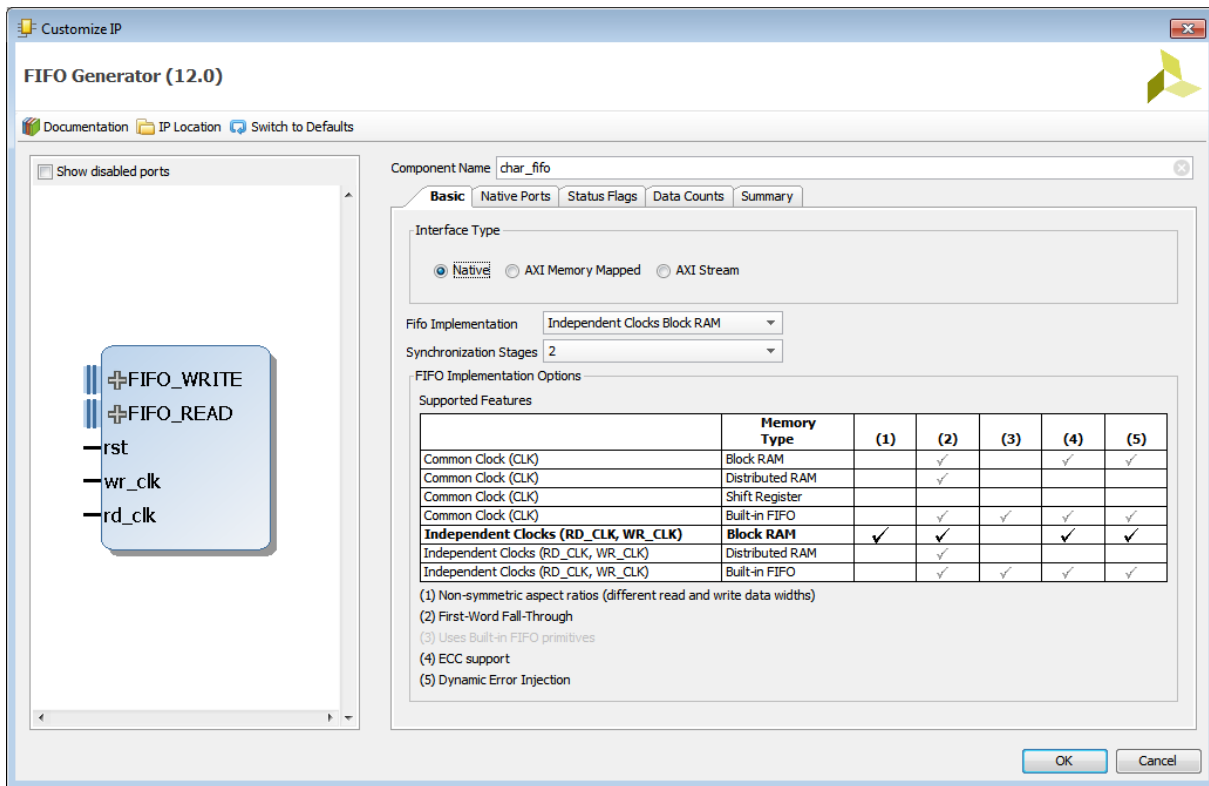 Customize IP
FIFO Generator (12.0)
Documentation IP Location Switch to Defaults
Show disabled ports
FIFO_WRITE
FIFO_READ
rst
wr_clk
rd_clk
Component Name char_fifo
Basic Native Ports Status Flags Data Counts Summary
Interface Type
Native AXI Memory Mapped AXI Stream
Fifo Implementation Independent Clocks Block RAM
Synchronization Stages 2
FIFO Implementation Options
Supported Features
Memory Type (1) (2) (3) (4) (5)
Common Clock (CLK) Block RAM
Common Clock (CLK) Distributed RAM
Common Clock (CLK) Shift Register
Common Clock (CLK) Built-in FIFO
Independent Clocks (RD_CLK, WR_CLK) Block RAM
Independent Clocks (RD_CLK, WR_CLK) Distributed RAM
Independent Clocks (RD_CLK, WR_CLK) Built-in FIFO
(1) Non-symmetric aspect ratios (different read and write data widths)
(2) First-Word Fall-Through
(3) Uses Built-in FIFO primitives
(4) ECC support
(5) Dynamic Error Injection
OK Cancel